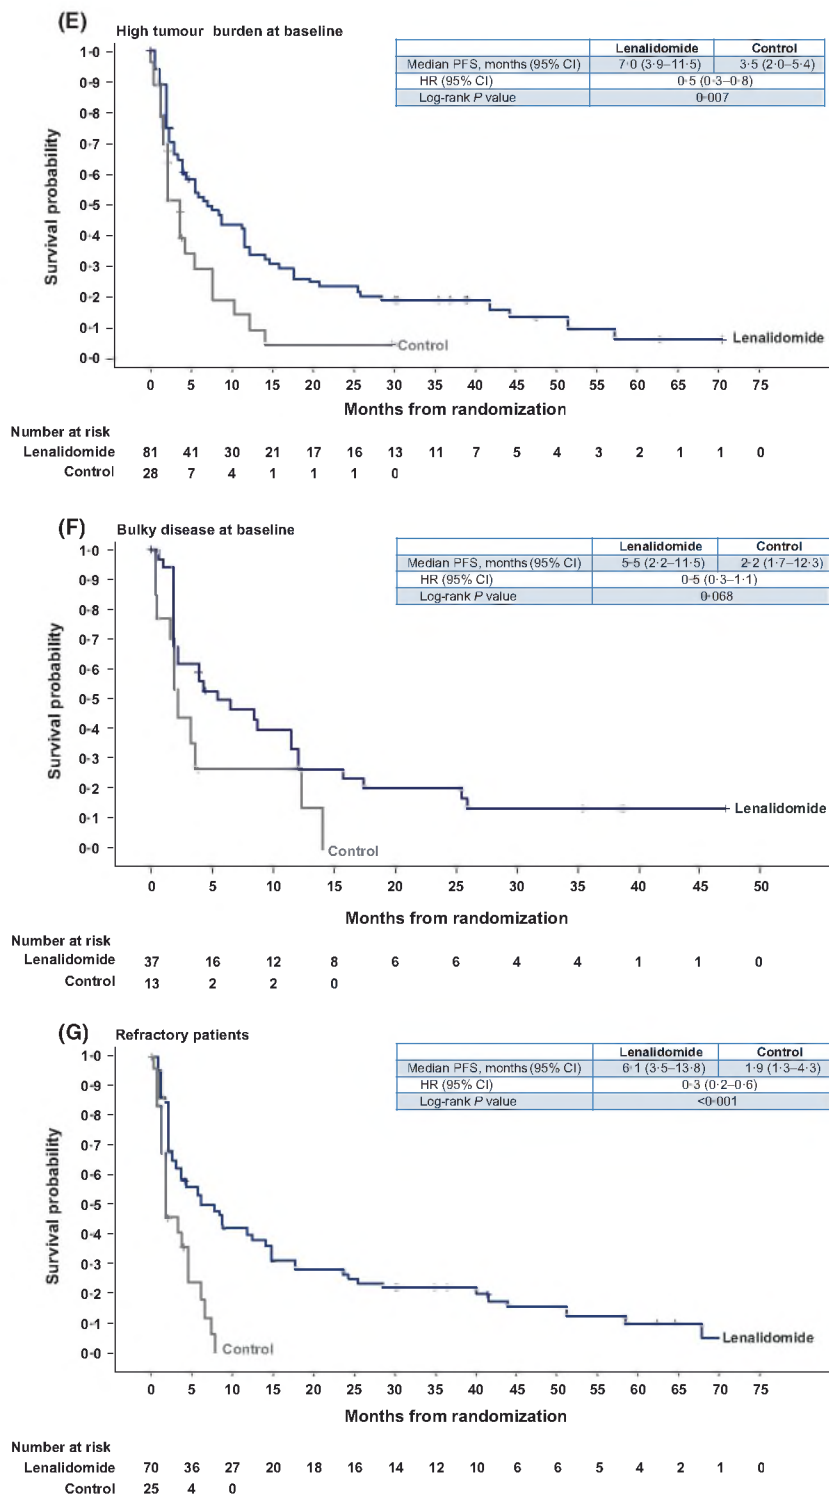 (E)
High tumour burden at baseline
Lenalidomide Control
Median PFS, months (95% CI) 7·0 (3·9–11·5) 3·5 (2·0–5·4)
HR (95% CI) 0·5 (0·3–0·8)
Log-rank P value 0·007
Survival probability
1·0
0·9
0·8
0·7
0·6
0·5
0·4
0·3
0·2
0·1
0·0
Control
Lenalidomide
0 5 10 15 20 25 30 35 40 45 50 55 60 65 70 75
Months from randomization
Number at risk
Lenalidomide 81 41 30 21 17 16 13 11 7 5 4 3 2 1 1 0
Control 28 7 4 1 1 1 0
(F)
Bulky disease at baseline
Lenalidomide Control
Median PFS, months (95% CI) 5·5 (2·2–11·5) 2·2 (1·7–12·3)
HR (95% CI) 0·5 (0·3–1·1)
Log-rank P value 0·068
Survival probability
1·0
0·9
0·8
0·7
0·6
0·5
0·4
0·3
0·2
0·1
0·0
Lenalidomide
Control
0 5 10 15 20 25 30 35 40 45 50
Months from randomization
Number at risk
Lenalidomide 37 16 12 8 6 6 4 4 1 1 0
Control 13 2 2 0
(G)
Refractory patients
Lenalidomide Control
Median PFS, months (95% CI) 6·1 (3·5–13·8) 1·9 (1·3–4·3)
HR (95% CI) 0·3 (0·2–0·6)
Log-rank P value <0·001
Survival probability
1·0
0·9
0·8
0·7
0·6
0·5
0·4
0·3
0·2
0·1
0·0
Control
Lenalidomide
0 5 10 15 20 25 30 35 40 45 50 55 60 65 70 75
Months from randomization
Number at risk
Lenalidomide 70 36 27 20 18 16 14 12 10 6 6 5 4 2 1 0
Control 25 4 0